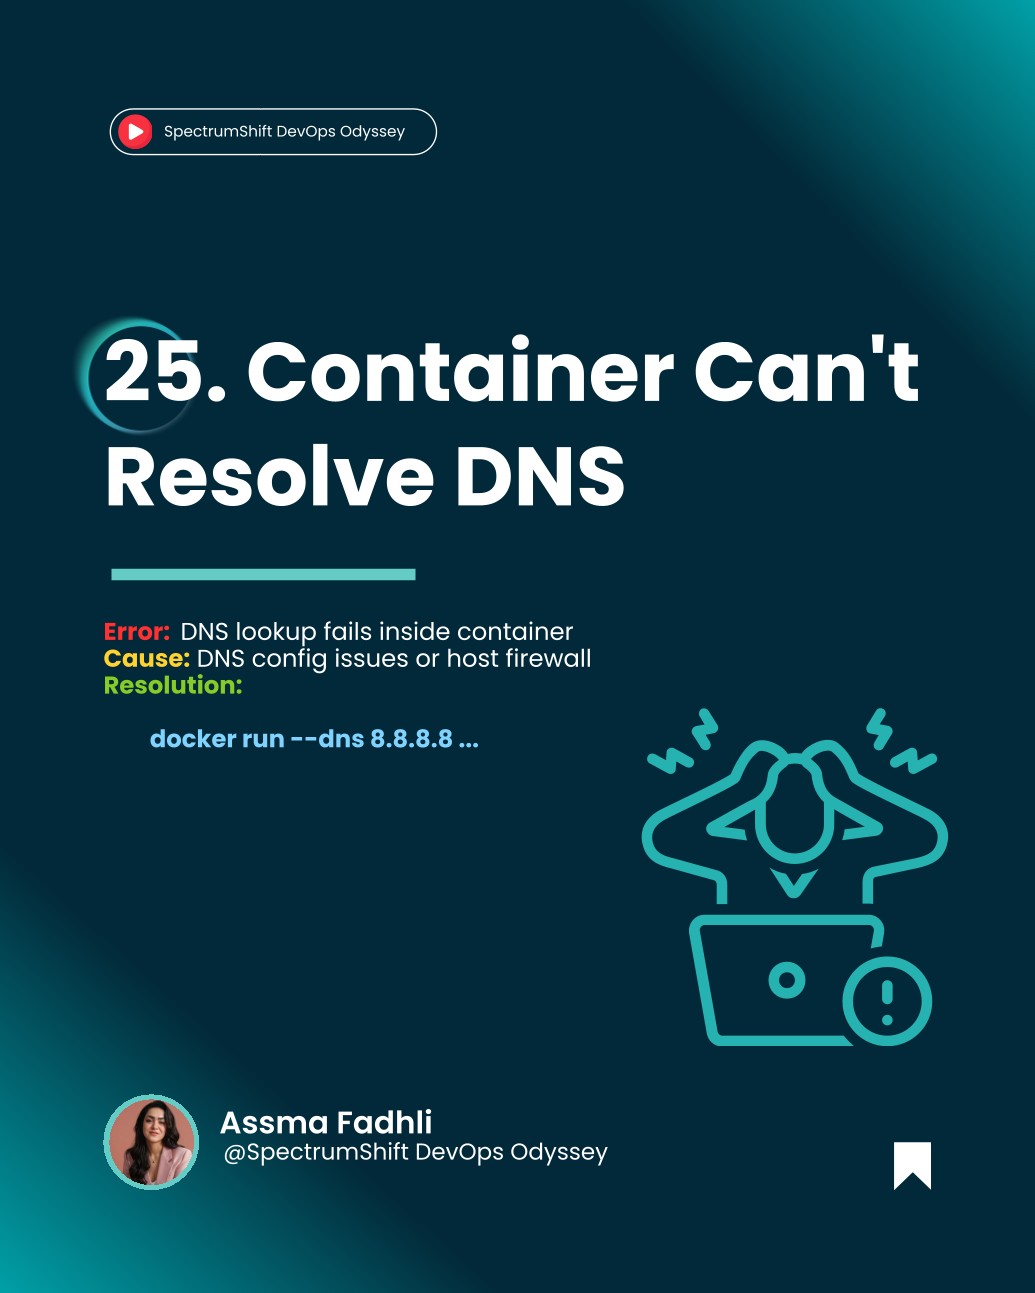 SpectrumShift DevOps Odyssey
25. Container Can't
Resolve DNS
Error: DNS lookup fails inside container
Cause: DNS config issues or host firewall
Resolution:
docker run --dns 8.8.8.8 ...
Assma Fadhli
@SpectrumShift DevOps Odyssey